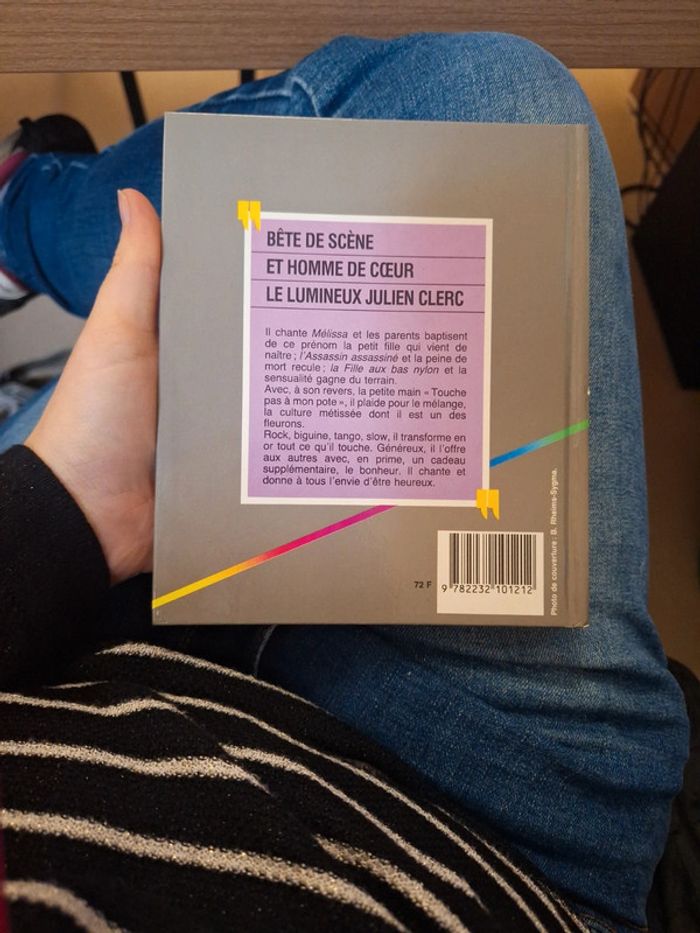 BÊTE DE SCÈNE
ET HOMME DE CŒUR
LE LUMINEUX JULIEN CLERC
Il chante Mélissa et les parents baptisent
de ce prénom la petit fille qui vient de
naître ; l'Assassin assassiné et la peine de
mort recule ; la Fille aux bas nylon et la
sensualité gagne du terrain.
Avec, à son revers, la petite main « Touche
pas à mon pote », il plaide pour le mélange,
la culture métissée dont il est un des
fleurons.
Rock, biguine, tango, slow, il transforme en
or tout ce qu'il touche. Généreux, il l'offre
aux autres avec, en prime, un cadeau
supplémentaire, le bonheur. Il chante et
donne à tous l'envie d'être heureux.
72 F
9 782232 101212
Photo de couverture : B. Rheims-Sygma.